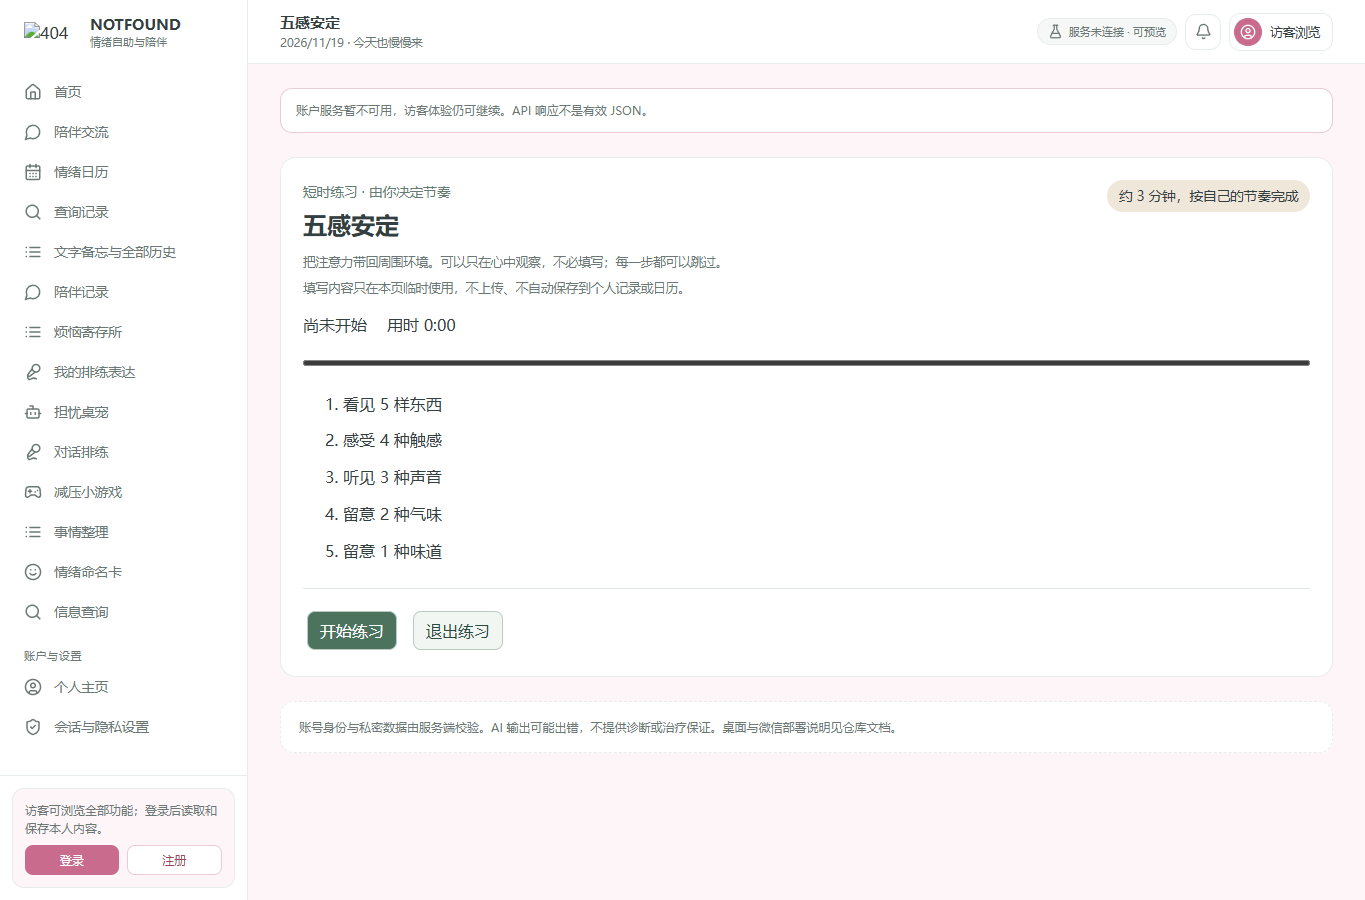 404
NOTFOUND
情绪自助与陪伴
首页
陪伴交流
情绪日历
查询记录
文字备忘与全部历史
陪伴记录
烦恼寄存所
我的排练表达
担忧桌宠
对话排练
减压小游戏
事情整理
情绪命名卡
信息查询
账户与设置
个人主页
会话与隐私设置
访客可浏览全部功能；登录后读取和
保存本人内容。
登录
注册
五感安定
2026/11/19 · 今天也慢慢来
服务未连接 · 可预览
访客浏览
账户服务暂不可用，访客体验仍可继续。API 响应不是有效 JSON。
短时练习 · 由你决定节奏
约 3 分钟，按自己的节奏完成
五感安定
把注意力带回周围环境。可以只在心中观察，不必填写；每一步都可以跳过。
填写内容只在本页临时使用，不上传、不自动保存到个人记录或日历。
尚未开始 用时 0:00
1. 看见 5 样东西
2. 感受 4 种触感
3. 听见 3 种声音
4. 留意 2 种气味
5. 留意 1 种味道
开始练习
退出练习
账号身份与私密数据由服务端校验。AI 输出可能出错，不提供诊断或治疗保证。桌面与微信部署说明见仓库文档。